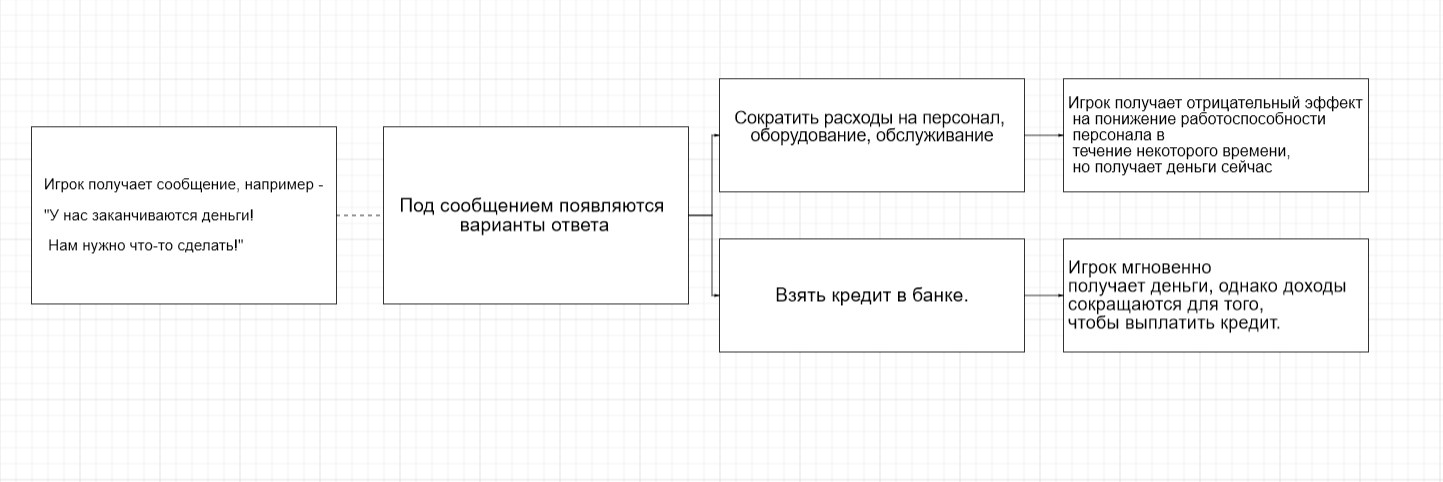 Игрок получает сообщение, например -
"У нас заканчиваются деньги!
Нам нужно что-то сделать!"
Под сообщением появляются
варианты ответа
Сократить расходы на персонал,
оборудование, обслуживание
Игрок получает отрицательный эффект
на понижение работоспособности
персонала в
течение некоторого времени,
но получает деньги сейчас
Взять кредит в банке.
Игрок мгновенно
получает деньги, однако доходы
сокращаются для того,
чтобы выплатить кредит.